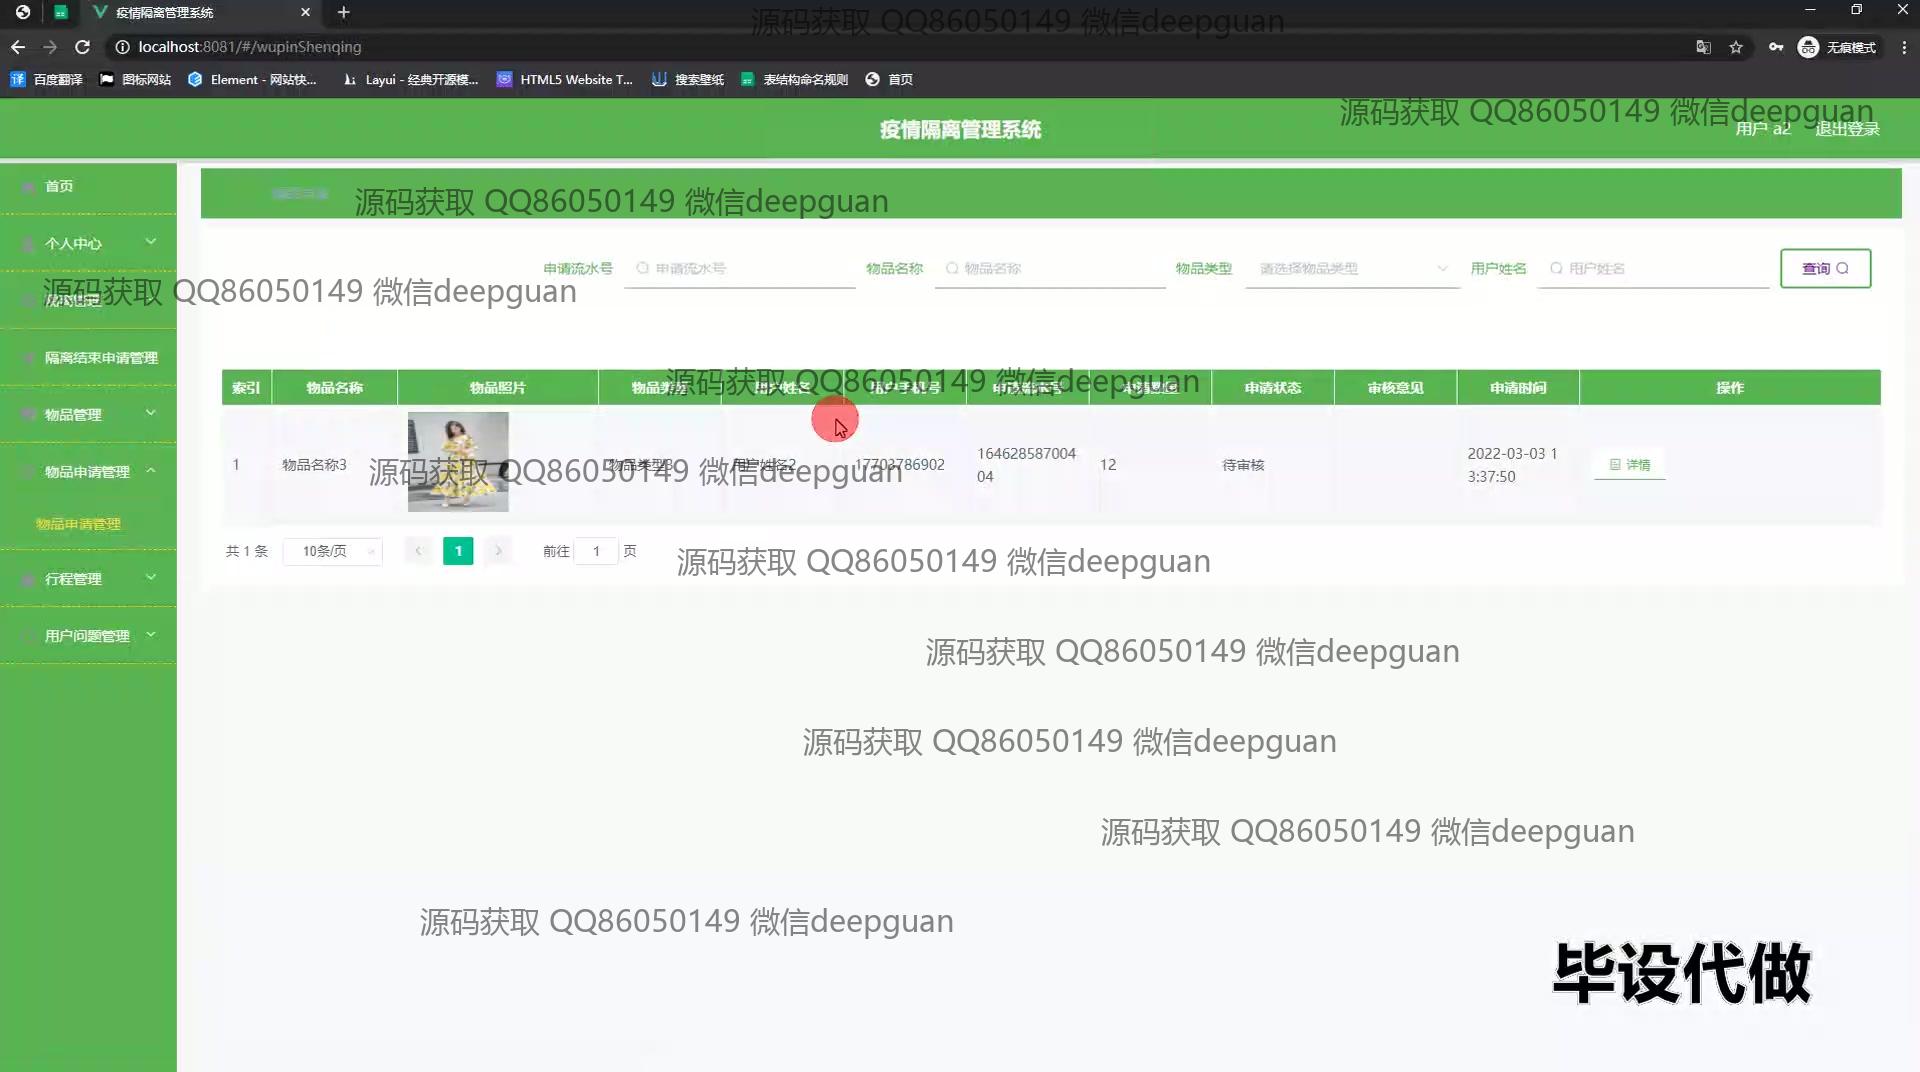 疫情隔离管理系统
localhost:8081/#/wupinShenqing
无痕模式
百度翻译 图标网站 Element - 网站快... Layui - 经典开源模... HTML5 Website T... 搜索壁纸 表结构命名规则 首页
源码获取 QQ86050149 微信deepguan
疫情隔离管理系统
用户 a2 退出登录
源码获取 QQ86050149 微信deepguan
首页
个人中心
隔离结束申请管理
物品管理
物品申请管理
物品申请管理
行程管理
用户问题管理
源码获取 QQ86050149 微信deepguan
申请流水号 申请流水号 物品名称 物品名称 物品类型 请选择物品类型 用户姓名 用户姓名 查询
源码获取 QQ86050149 微信deepguan
索引 物品名称 物品照片 物品类型 用户姓名 用户手机号 申请流水号 申请状态 审核意见 申请时间 操作
源码获取 QQ86050149 微信deepguan
1 物品名称3 物品类型3 用户姓名2 17703786902 164628587004 12 待审核 2022-03-03 1 详情
04 3:37:50
源码获取 QQ86050149 微信deepguan
共 1 条 10条/页 1 前往 1 页
源码获取 QQ86050149 微信deepguan
源码获取 QQ86050149 微信deepguan
源码获取 QQ86050149 微信deepguan
源码获取 QQ86050149 微信deepguan
源码获取 QQ86050149 微信deepguan
毕设代做